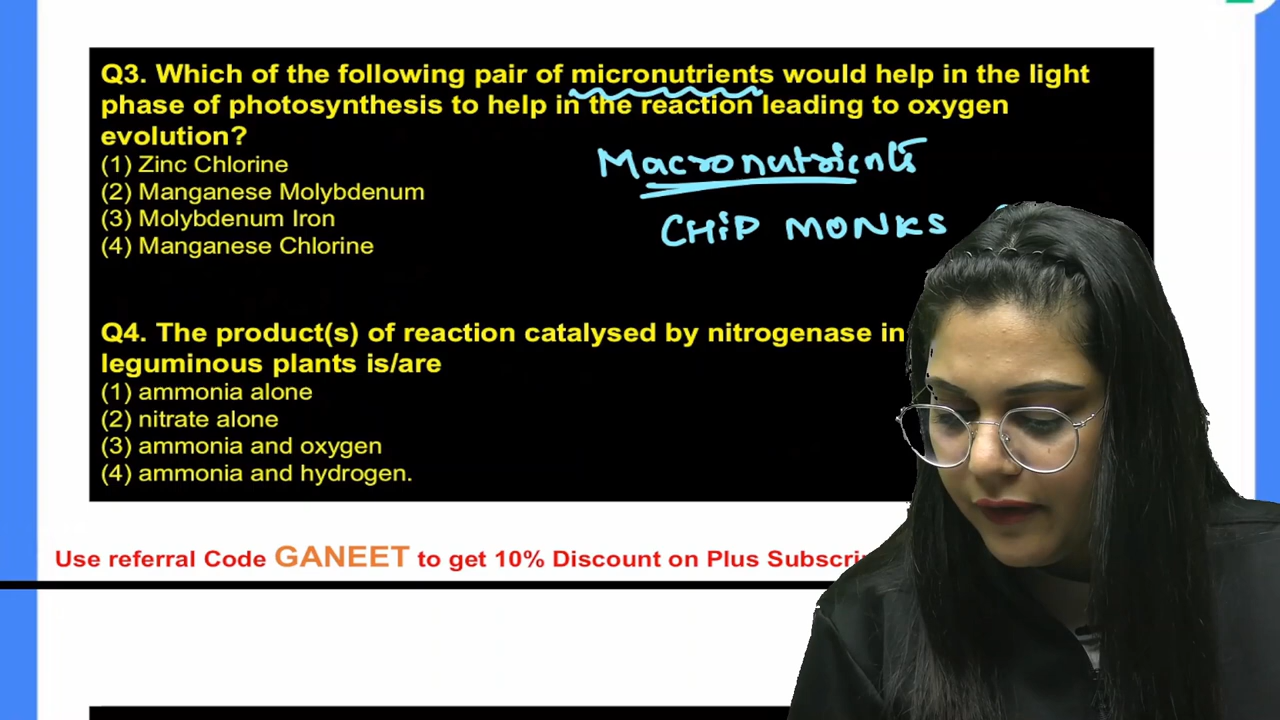 Q3. Which of the following pair of micronutrients would help in the light
phase of photosynthesis to help in the reaction leading to oxygen
evolution?
(1) Zinc Chlorine
(2) Manganese Molybdenum
(3) Molybdenum Iron
(4) Manganese Chlorine
Macronutrients
CHiP MONKS
Q4. The product(s) of reaction catalysed by nitrogenase in
leguminous plants is/are
(1) ammonia alone
(2) nitrate alone
(3) ammonia and oxygen
(4) ammonia and hydrogen.
Use referral Code GANEET to get 10% Discount on Plus